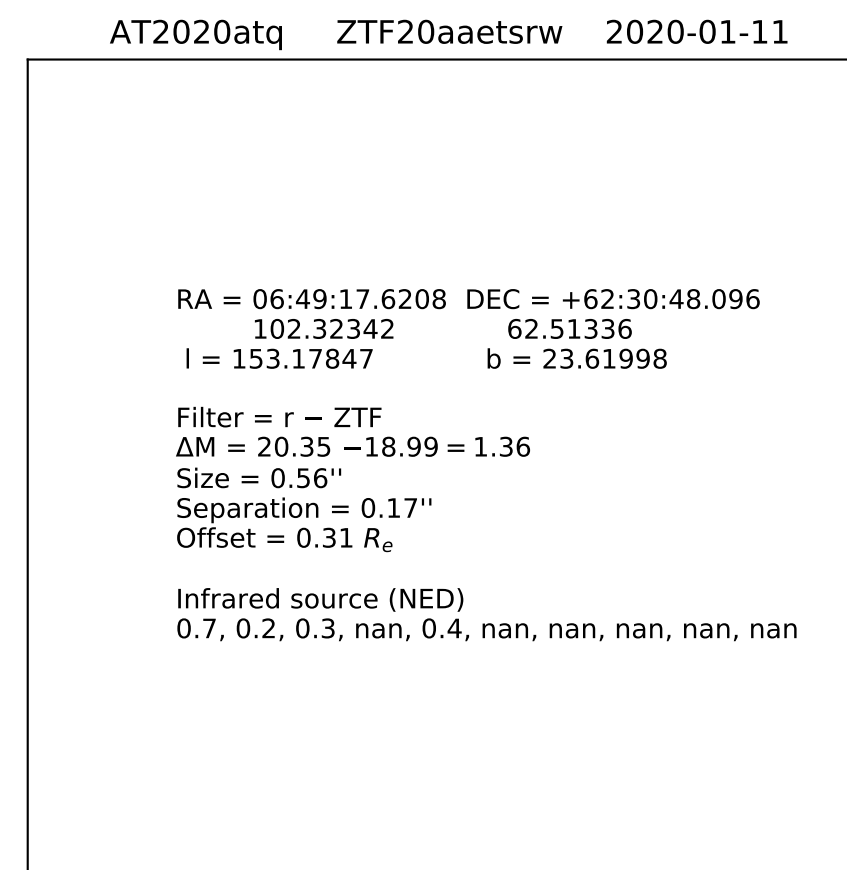 AT2020atq ZTF20aaetsrw 2020-01-11
RA = 06:49:17.6208 DEC = +62:30:48.096
102.32342 62.51336
l = 153.17847 b = 23.61998
Filter = r − ZTF
ΔM = 20.35 −18.99 = 1.36
Size = 0.56''
Separation = 0.17''
Offset = 0.31 Rₑ
Infrared source (NED)
0.7, 0.2, 0.3, nan, 0.4, nan, nan, nan, nan, nan